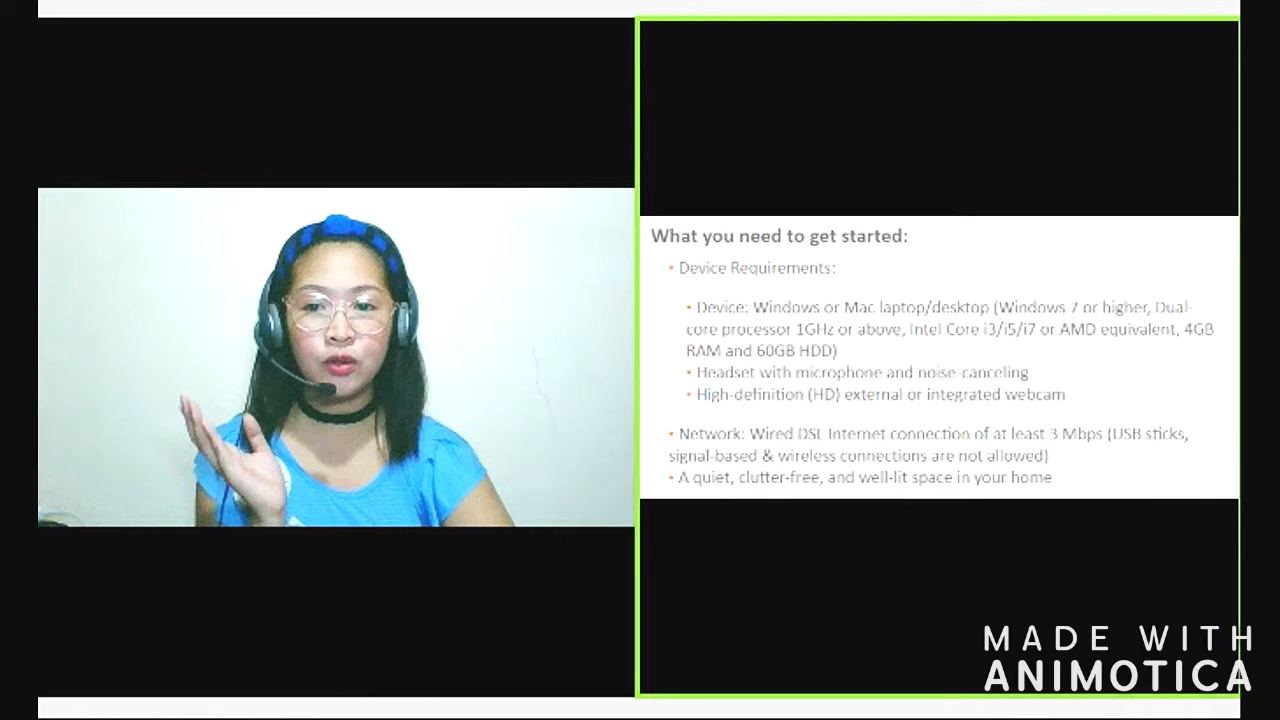 What you need to get started:
• Device Requirements:
• Device: Windows or Mac laptop/desktop (Windows 7 or higher, Dual-
core processor 1GHz or above, Intel Core i3/i5/i7 or AMD equivalent, 4GB
RAM and 60GB HDD)
• Headset with microphone and noise-canceling
• High-definition (HD) external or integrated webcam
• Network: Wired DSL Internet connection of at least 3 Mbps (USB sticks,
signal-based & wireless connections are not allowed)
• A quiet, clutter-free, and well-lit space in your home
MADE WITH
ANIMOTICA